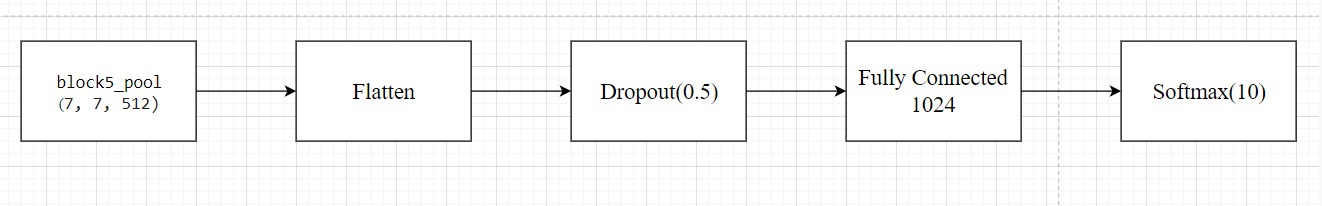 block5_pool
(7, 7, 512)
Flatten
Dropout(0.5)
Fully Connected
1024
Softmax(10)